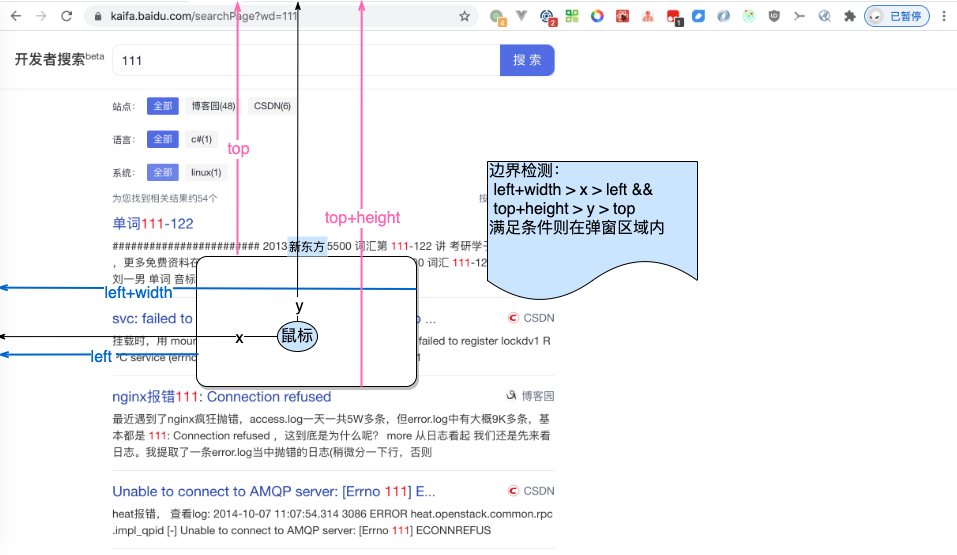 kaifa.baidu.com/searchPage?wd=111
4
2
1
已暂停
开发者搜索beta
111
搜 索
站点: 全部 博客园(48) CSDN(6)
语言: 全部 c#(1)
top
系统: 全部 linux(1)
为您找到相关结果约54个
边界检测:
left+width > x > left &&
top+height > y > top
满足条件则在弹窗区域内
top+height
单词111-122
######################## 2013 新东方 5500 词汇第 111-122 讲 考研学
，更多免费资料在
00 词汇 111-12
刘一男 单词 音标
left+width
y
svc: failed to
o ...
CSDN
x
鼠标
挂载时，用 moun
failed to register lockdv1 R
left
PC service (errno
1
nginx报错111: Connection refused
博客园
最近遇到了nginx疯狂抛错，access.log一天一共5W多条，但error.log中有大概9K多条，基
本都是 111: Connection refused ，这到底是为什么呢？ more 从日志看起 我们还是先来看
日志。我提取了一条error.log当中抛错的日志(稍微分一下行，否则
Unable to connect to AMQP server: [Errno 111] E...
CSDN
heat报错， 查看log: 2014-10-07 11:07:54.314 3086 ERROR heat.openstack.common.rpc
.impl_qpid [-] Unable to connect to AMQP server: [Errno 111] ECONNREFUS